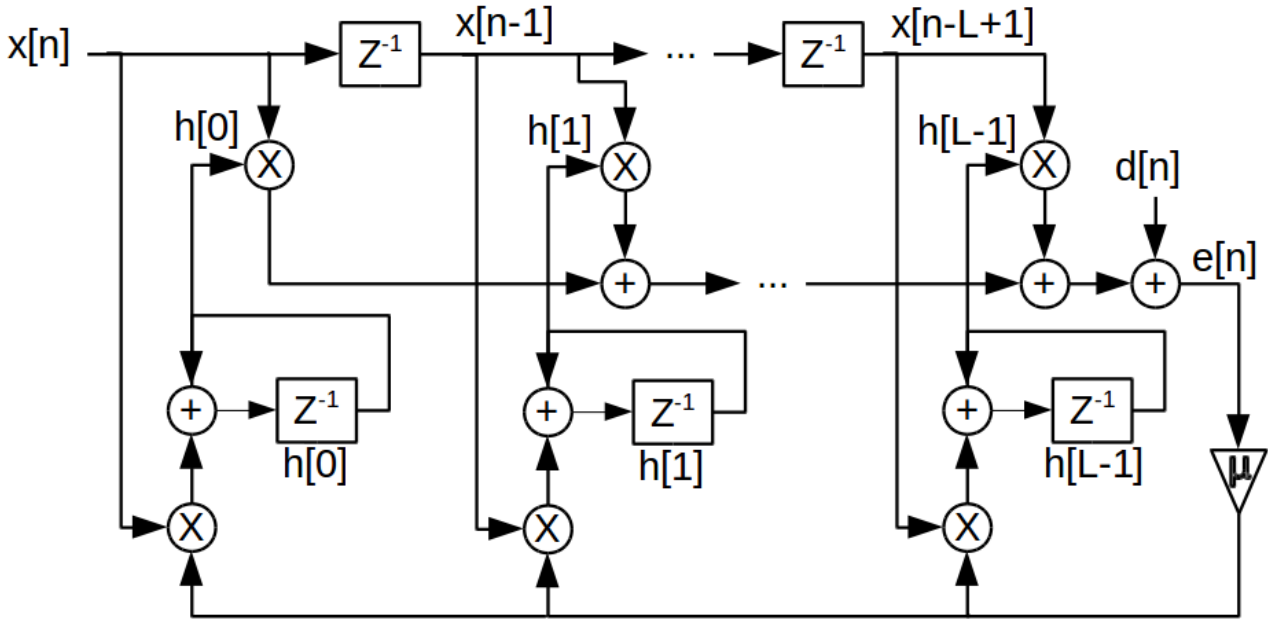 x[n]
Z-1
x[n-1]
...
Z-1
x[n-L+1]
h[0]
X
h[1]
X
h[L-1]
X
d[n]
+
...
+
+
e[n]
+
Z-1
h[0]
+
Z-1
h[1]
+
Z-1
h[L-1]
μ
X
X
X